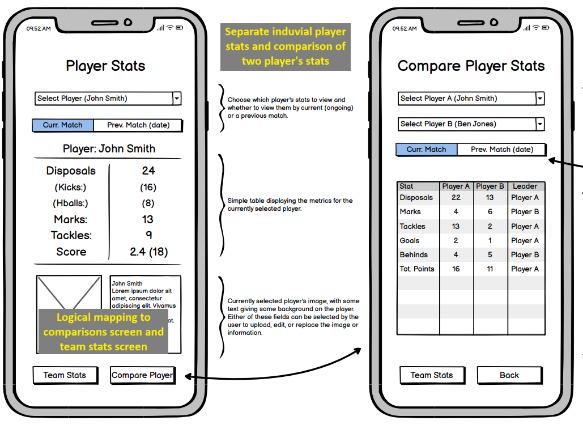 09:52 AM
Player Stats
Select Player (John Smith)
Curr. Match
Prev. Match (date)
Player: John Smith
Disposals 24
(Kicks:) (16)
(Hballs:) (8)
Marks: 13
Tackles: 9
Score 2.4 (18)
John Smith
Lorem ipsum dolor sit
amet, consectetur
adipiscing elit. Vivamus
Logical mapping to
comparisons screen and
team stats screen
Team Stats
Compare Player
Separate induvial player
stats and comparison of
two player's stats
Choose which player's stats to view and
whether to view them by current (ongoing)
or a previous match.
Simple table displaying the metrics for the
currently selected player.
Currently selected player's image, with some
text giving some background on the player.
Either of these fields can be selected by the
user to upload, edit, or replace the image or
information.
09:52 AM
Compare Player Stats
Select Player A (John Smith)
Select Player B (Ben Jones)
Curr. Match
Prev. Match (date)
Stat Player A Player B Leader
Disposals 22 13 Player A
Marks 4 6 Player B
Tackles 13 2 Player A
Goals 2 1 Player A
Behinds 4 5 Player B
Tot. Points 16 11 Player A
Team Stats
Back